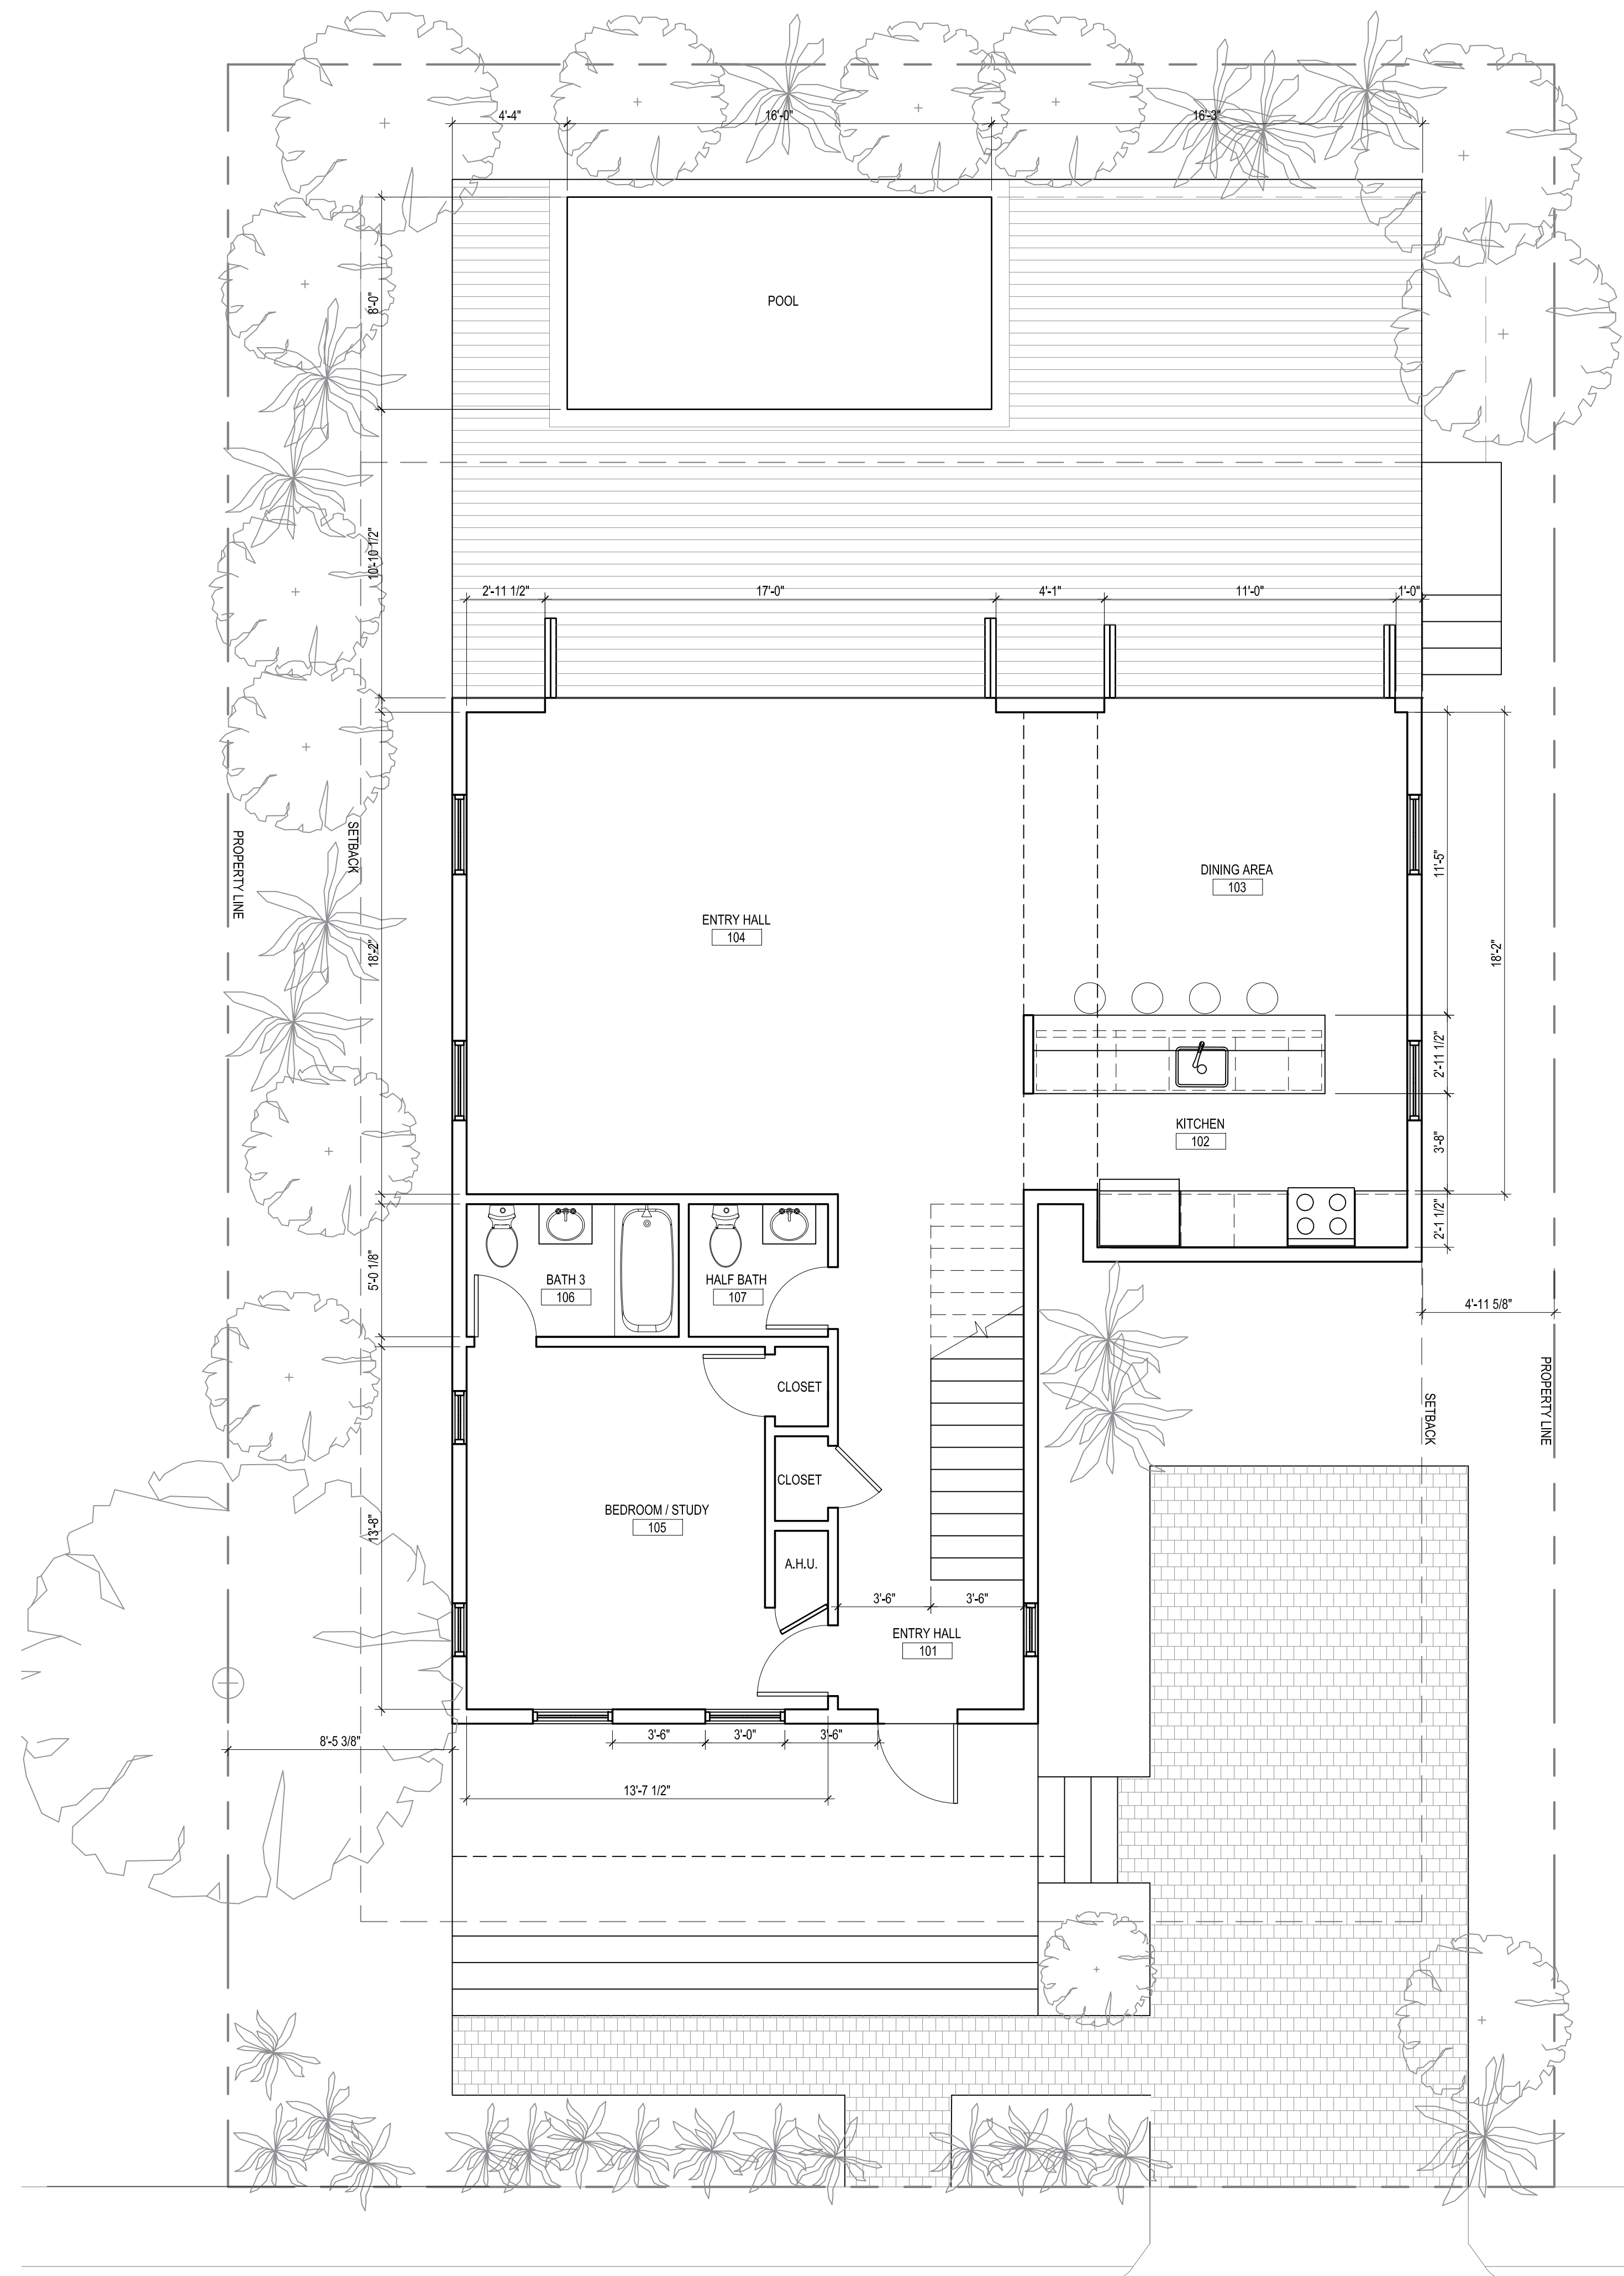 4'-4"
16'-0"
16'-3"
8'-0"
POOL
10'-10 1/2"
2'-11 1/2"
17'-0"
4'-1"
11'-0"
1'-0"
PROPERTY LINE
SETBACK
11'-5"
DINING AREA
103
ENTRY HALL
104
18'-2"
18'-2"
2'-11 1/2"
KITCHEN
102
3'-8"
2'-1 1/2"
5'-0 1/8"
BATH 3
106
HALF BATH
107
4'-11 5/8"
CLOSET
SETBACK
PROPERTY LINE
CLOSET
BEDROOM / STUDY
105
13'-8"
A.H.U.
3'-6"
3'-6"
ENTRY HALL
101
8'-5 3/8"
3'-6"
3'-0"
3'-6"
13'-7 1/2"